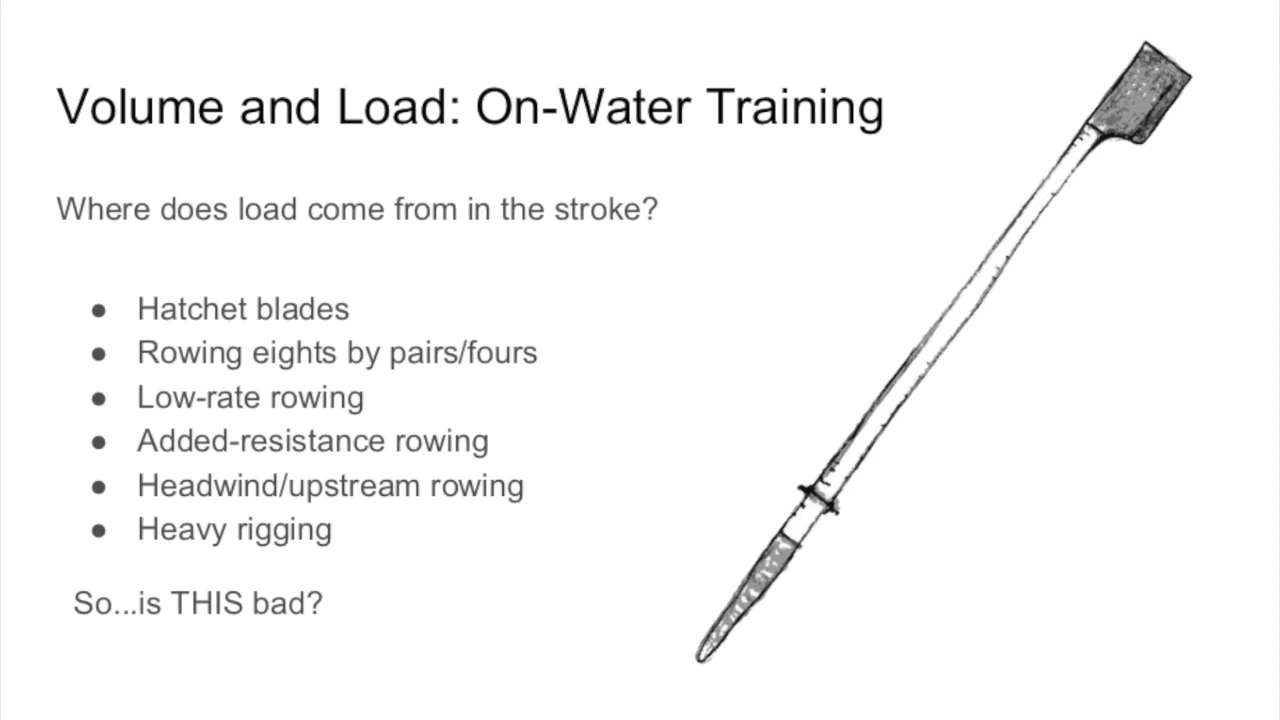 Volume and Load: On-Water Training
Where does load come from in the stroke?
● Hatchet blades
● Rowing eights by pairs/fours
● Low-rate rowing
● Added-resistance rowing
● Headwind/upstream rowing
● Heavy rigging
So...is THIS bad?